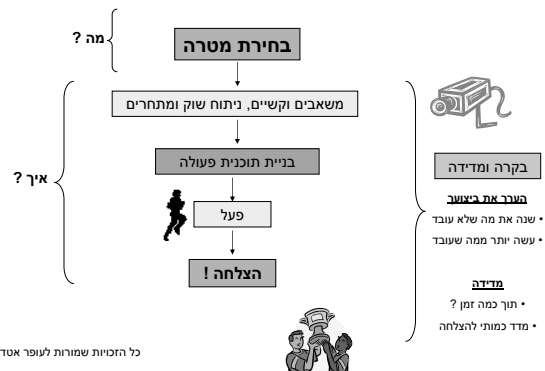 מה ?
בחירת מטרה
משאבים וקשיים, ניתוח שוק ומתחרים
איך ?
בניית תוכנית פעולה
פעל
הצלחה !
בקרה ומדידה
הערך את ביצועך
• שנה את מה שלא עובד
• עשה יותר ממה שעובד
מדידה
• תוך כמה זמן ?
• מדד כמותי להצלחה
כל הזכויות שמורות לעופר אטד